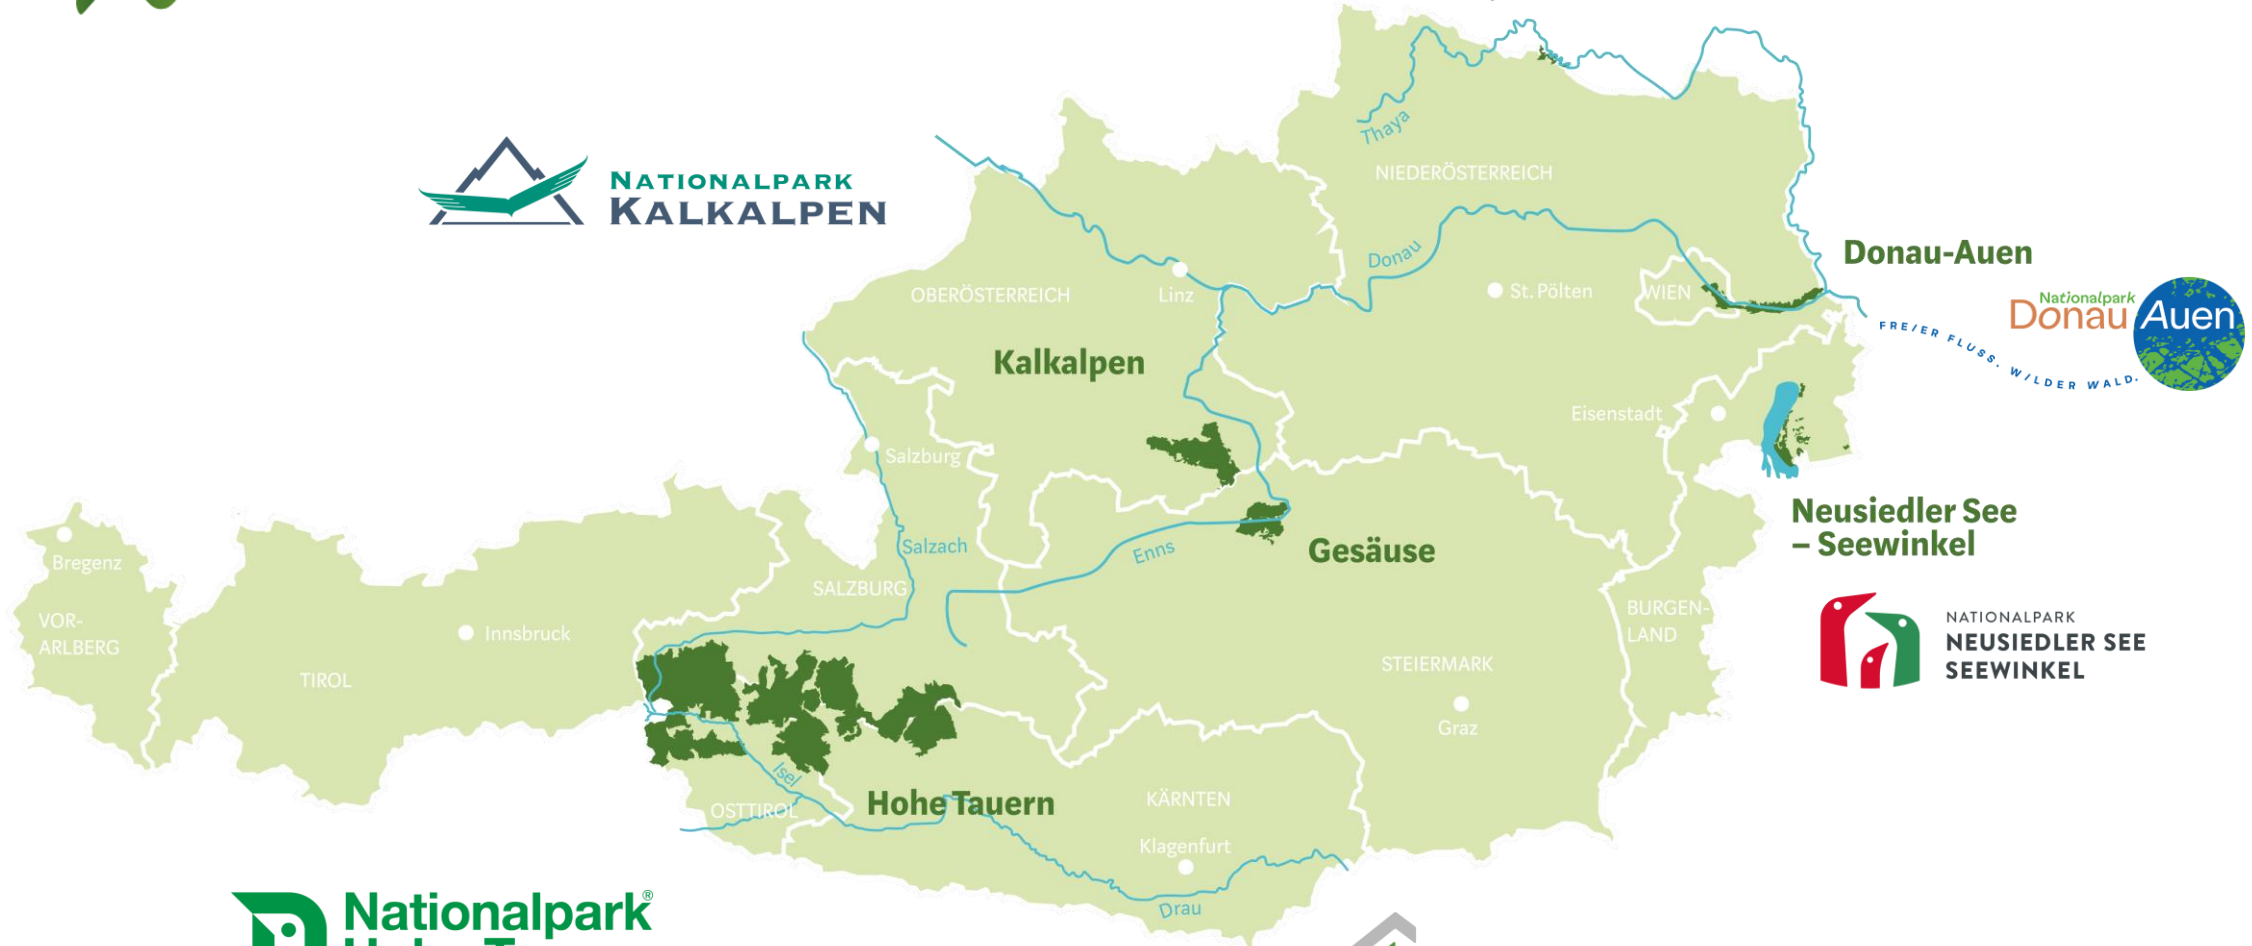 Thaya
NIEDERÖSTERREICH
NATIONALPARK
KALKALPEN
Donau
Donau-Auen
OBERÖSTERREICH
Linz
St. Pölten
WIEN
Nationalpark
Donau Auen
FREIER FLUSS. WILDER WALD.
Kalkalpen
Eisenstadt
Salzburg
Neusiedler See
– Seewinkel
Salzach
Enns
Gesäuse
Bregenz
SALZBURG
VOR-
ARLBERG
Innsbruck
BURGEN-
LAND
NATIONALPARK
NEUSIEDLER SEE
SEEWINKEL
TIROL
STEIERMARK
Graz
Isel
OSTTIROL
Hohe Tauern
KÄRNTEN
Klagenfurt
Drau
Nationalpark®